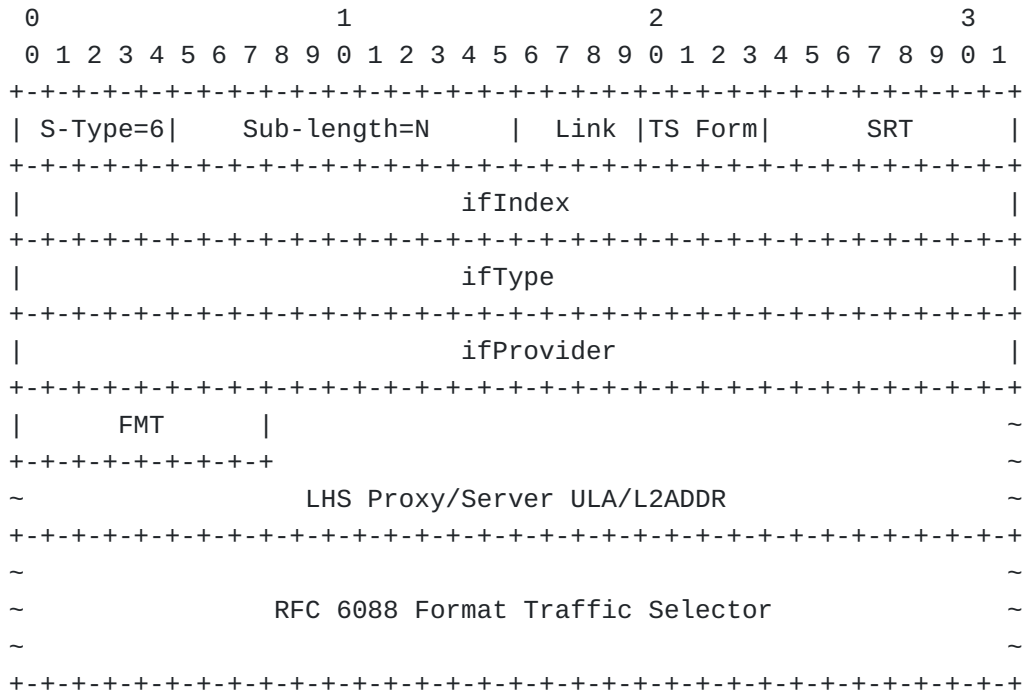 0                   1                   2                   3
 0 1 2 3 4 5 6 7 8 9 0 1 2 3 4 5 6 7 8 9 0 1 2 3 4 5 6 7 8 9 0 1
+-+-+-+-+-+-+-+-+-+-+-+-+-+-+-+-+-+-+-+-+-+-+-+-+-+-+-+-+-+-+-+-+
| S-Type=6|    Sub-length=N     |  Link |TS Form|      SRT      |
+-+-+-+-+-+-+-+-+-+-+-+-+-+-+-+-+-+-+-+-+-+-+-+-+-+-+-+-+-+-+-+-+
|                            ifIndex                            |
+-+-+-+-+-+-+-+-+-+-+-+-+-+-+-+-+-+-+-+-+-+-+-+-+-+-+-+-+-+-+-+-+
|                            ifType                             |
+-+-+-+-+-+-+-+-+-+-+-+-+-+-+-+-+-+-+-+-+-+-+-+-+-+-+-+-+-+-+-+-+
|                            ifProvider                         |
+-+-+-+-+-+-+-+-+-+-+-+-+-+-+-+-+-+-+-+-+-+-+-+-+-+-+-+-+-+-+-+-+
|      FMT      |                                               ~
+-+-+-+-+-+-+-+-+                                               ~
~                  LHS Proxy/Server ULA/L2ADDR                  ~
+-+-+-+-+-+-+-+-+-+-+-+-+-+-+-+-+-+-+-+-+-+-+-+-+-+-+-+-+-+-+-+-+
~                                                               ~
~                RFC 6088 Format Traffic Selector               ~
~                                                               ~
+-+-+-+-+-+-+-+-+-+-+-+-+-+-+-+-+-+-+-+-+-+-+-+-+-+-+-+-+-+-+-+-+